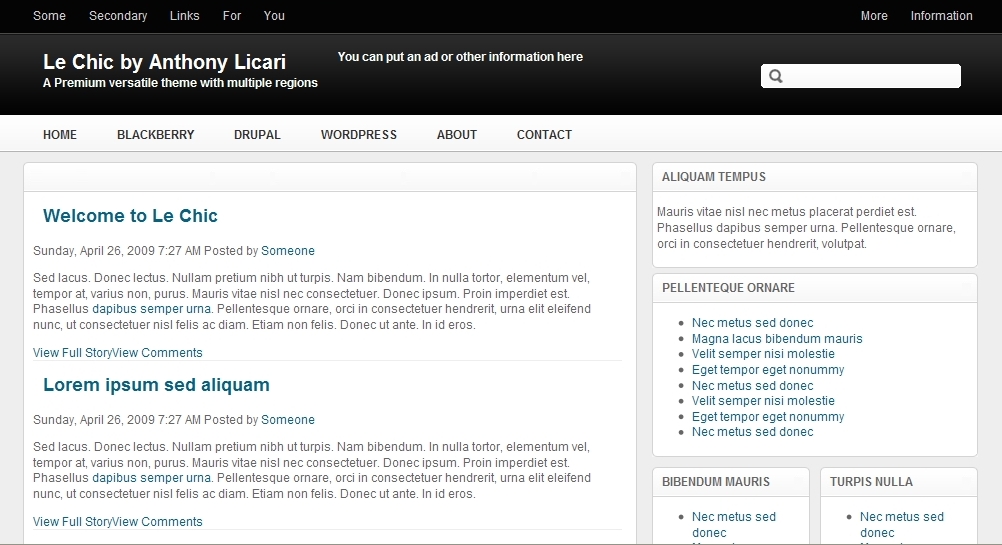 Some Secondary Links For You More Information
Le Chic by Anthony Licari
A Premium versatile theme with multiple regions
You can put an ad or other information here
HOME BLACKBERRY DRUPAL WORDPRESS ABOUT CONTACT
Welcome to Le Chic
Sunday, April 26, 2009 7:27 AM Posted by Someone
Sed lacus. Donec lectus. Nullam pretium nibh ut turpis. Nam bibendum. In nulla tortor, elementum vel,
tempor at, varius non, purus. Mauris vitae nisl nec consectetuer. Donec ipsum. Proin imperdiet est.
Phasellus dapibus semper urna. Pellentesque ornare, orci in consectetuer hendrerit, urna elit eleifend
nunc, ut consectetuer nisl felis ac diam. Etiam non felis. Donec ut ante. In id eros.
View Full StoryView Comments
Lorem ipsum sed aliquam
Sunday, April 26, 2009 7:27 AM Posted by Someone
Sed lacus. Donec lectus. Nullam pretium nibh ut turpis. Nam bibendum. In nulla tortor, elementum vel,
tempor at, varius non, purus. Mauris vitae nisl nec consectetuer. Donec ipsum. Proin imperdiet est.
Phasellus dapibus semper urna. Pellentesque ornare, orci in consectetuer hendrerit, urna elit eleifend
nunc, ut consectetuer nisl felis ac diam. Etiam non felis. Donec ut ante. In id eros.
View Full StoryView Comments
ALIQUAM TEMPUS
Mauris vitae nisl nec metus placerat perdiet est.
Phasellus dapibus semper urna. Pellentesque ornare,
orci in consectetuer hendrerit, volutpat.
PELLENTEQUE ORNARE
Nec metus sed donec
Magna lacus bibendum mauris
Velit semper nisi molestie
Eget tempor eget nonummy
Nec metus sed donec
Velit semper nisi molestie
Eget tempor eget nonummy
Nec metus sed donec
BIBENDUM MAURIS
Nec metus sed
donec
TURPIS NULLA
Nec metus sed
donec